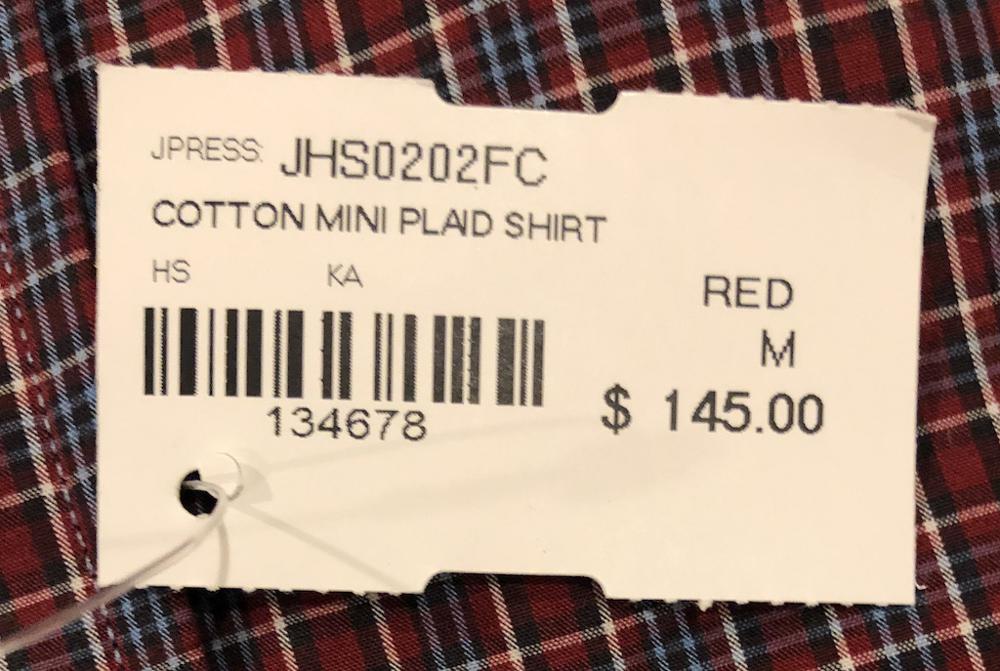 JPRESS: JHS0202FC
COTTON MINI PLAID SHIRT
HS KA
RED
M
134678
$ 145.00